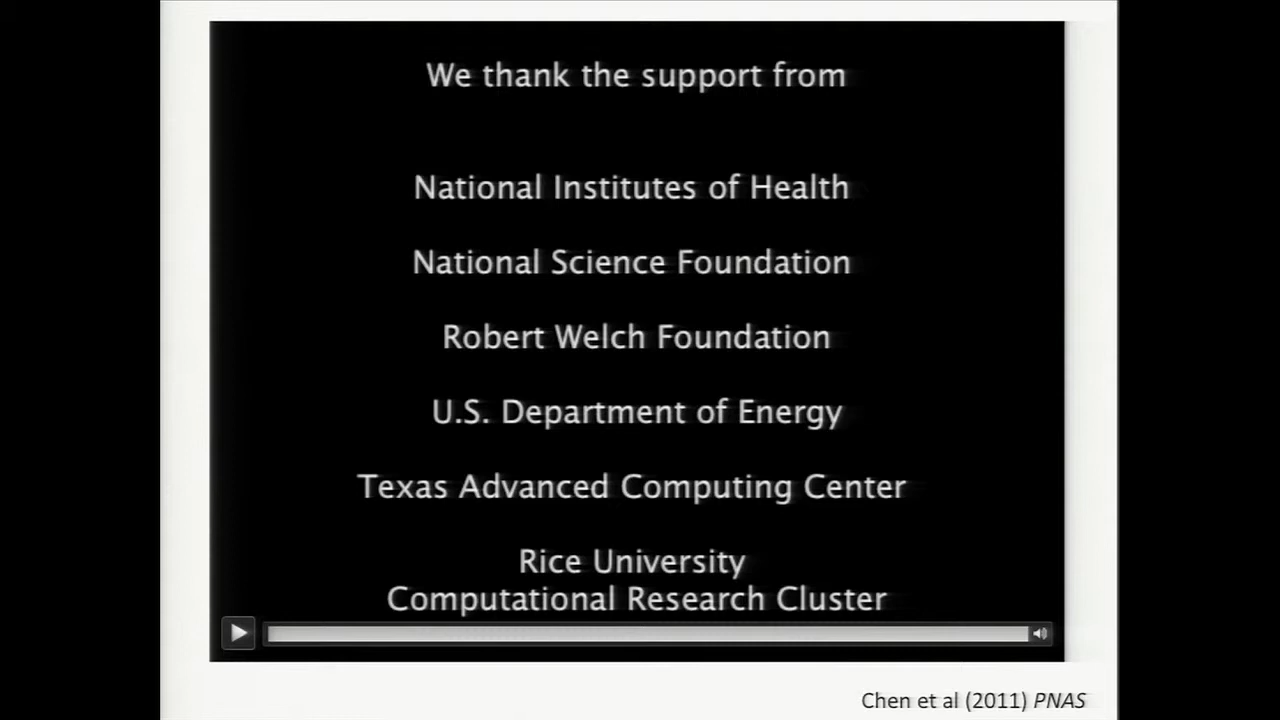 We thank the support from
National Institutes of Health
National Science Foundation
Robert Welch Foundation
U.S. Department of Energy
Texas Advanced Computing Center
Rice University
Computational Research Cluster
Chen et al (2011) PNAS